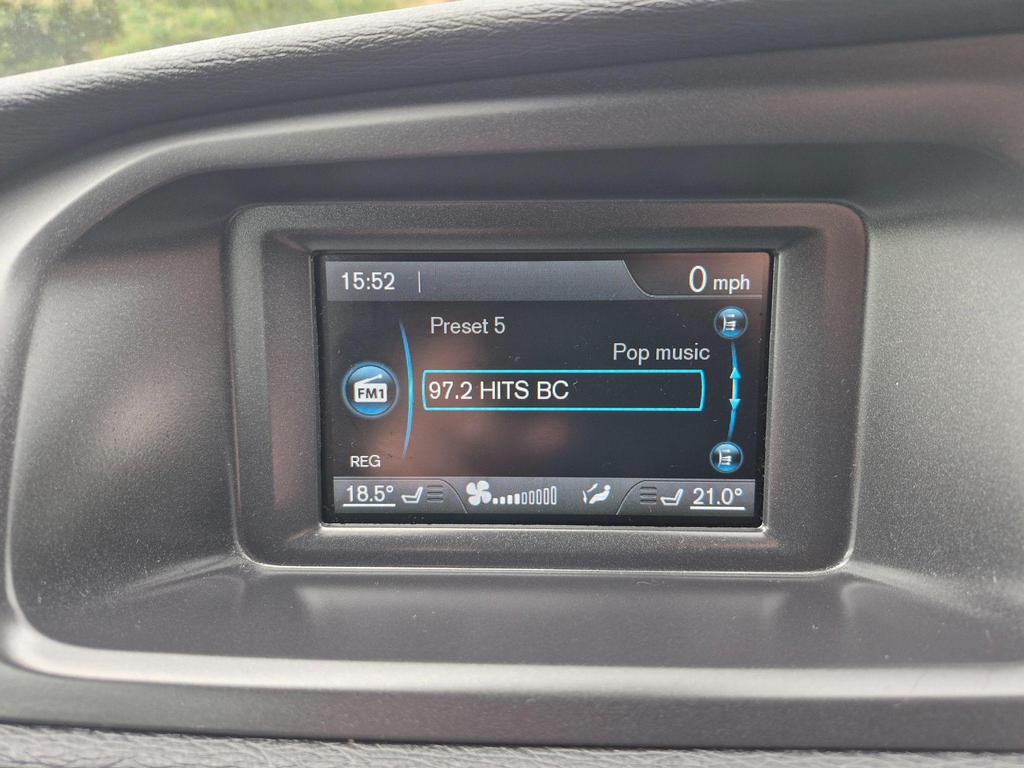 15:52
0 mph
Preset 5
Pop music
FM1
97.2 HITS BC
REG
18.5° 21.0°